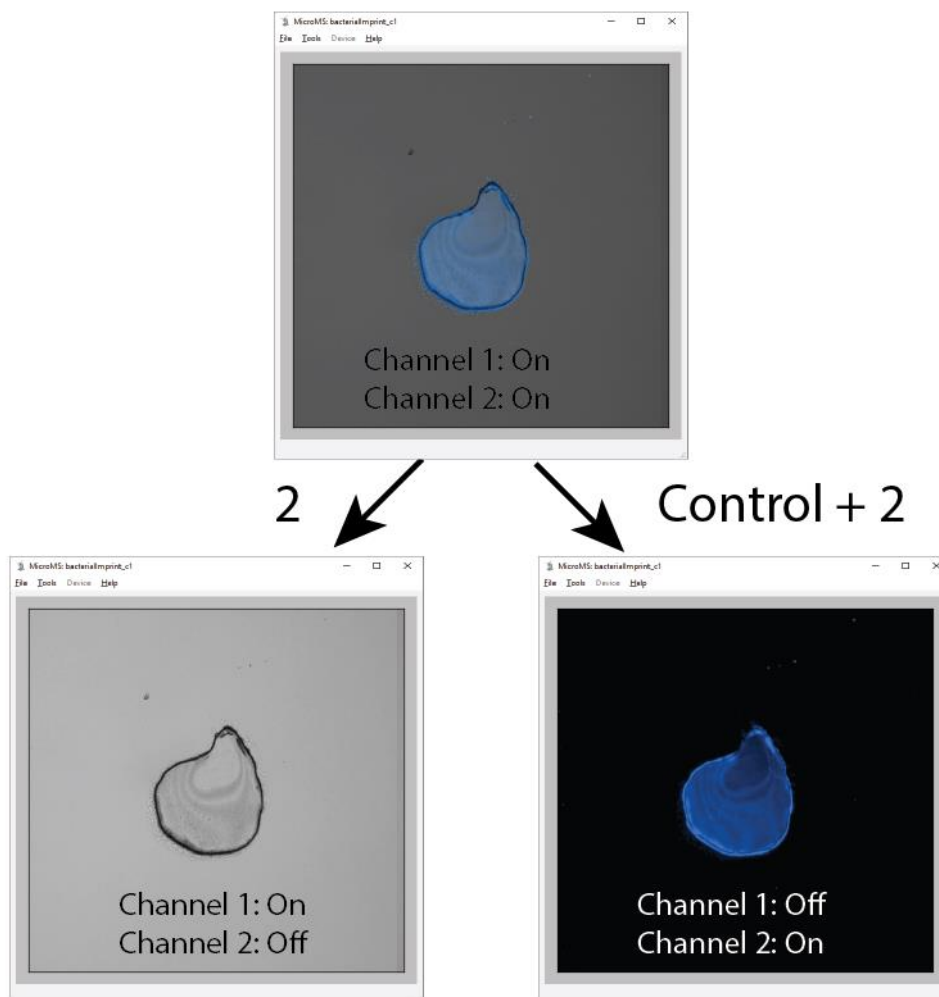 MicroMS: bacterialImprint_c1
File Tools Device Help
Channel 1: On
Channel 2: On
2
Control + 2
MicroMS: bacterialImprint_c1
File Tools Device Help
Channel 1: On
Channel 2: Off
MicroMS: bacterialImprint_c1
File Tools Device Help
Channel 1: Off
Channel 2: On